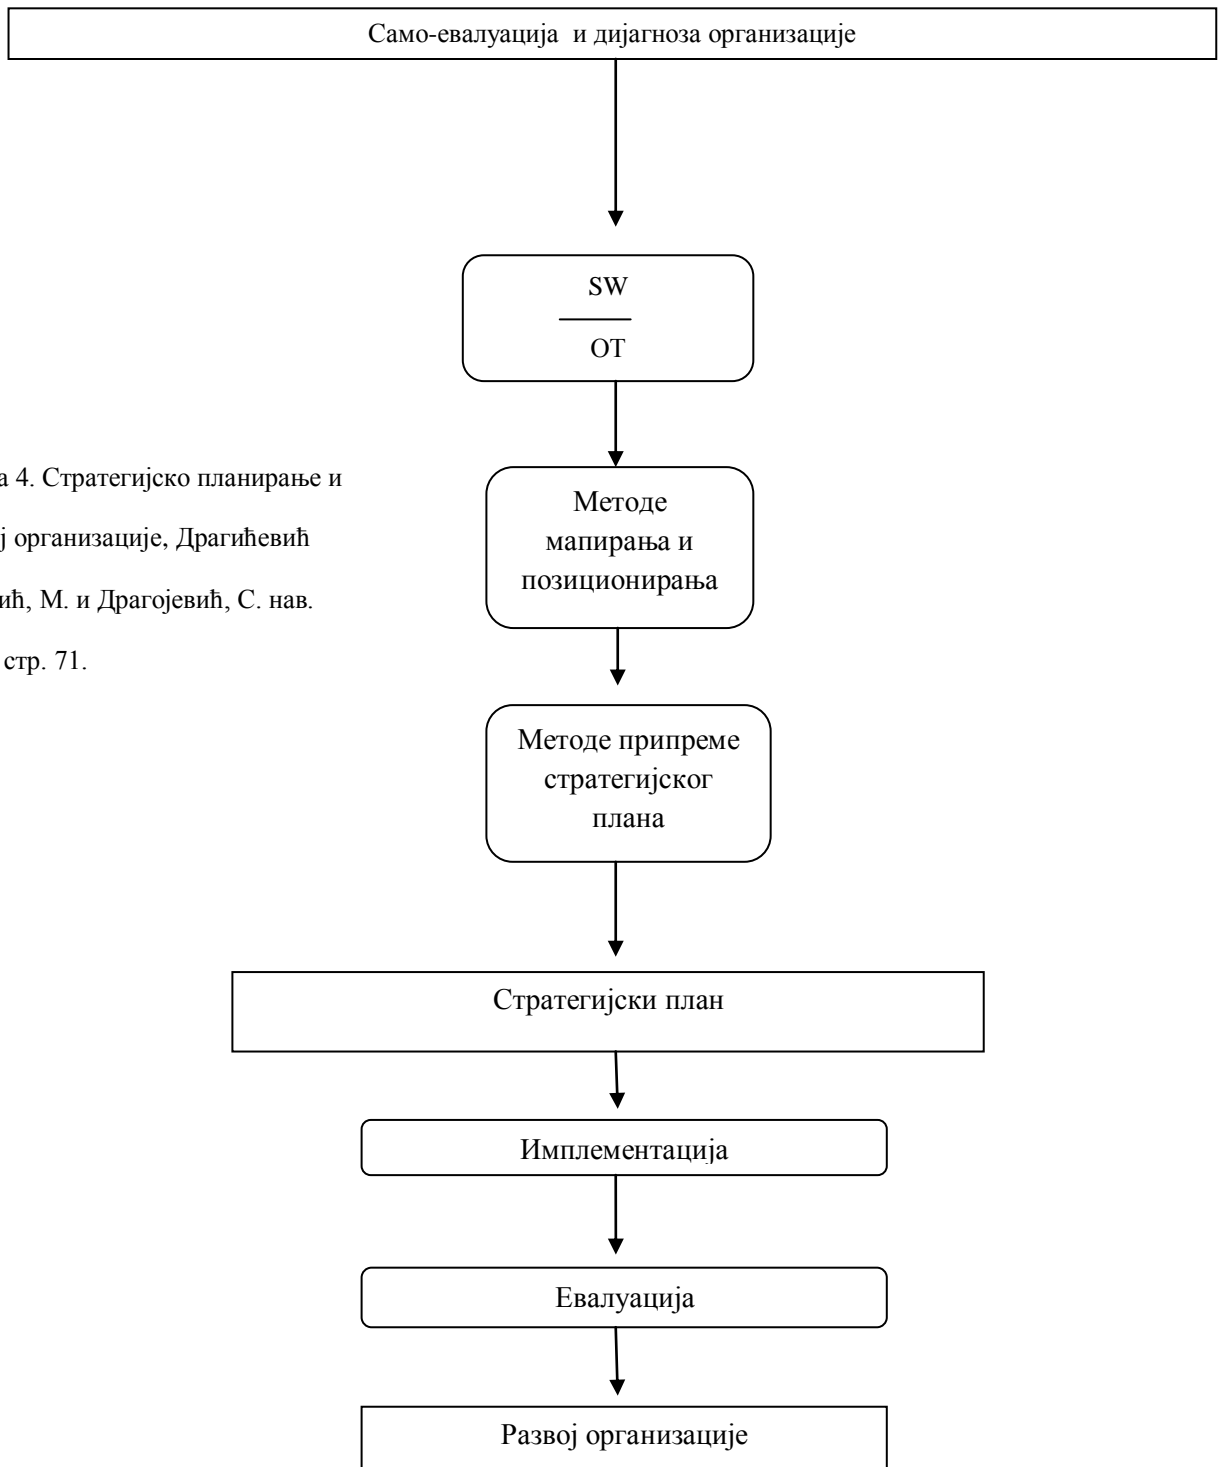 Само-евалуација и дијагноза организације
SW
OT
а 4. Стратегијско планирање и
ј организације, Драгићевић
ић, М. и Драгојевић, С. нав.
стр. 71.
Методе
мапирања и
позиционирања
Методе припреме
стратегијског
плана
Стратегијски план
Имплементација
Евалуација
Развој организације